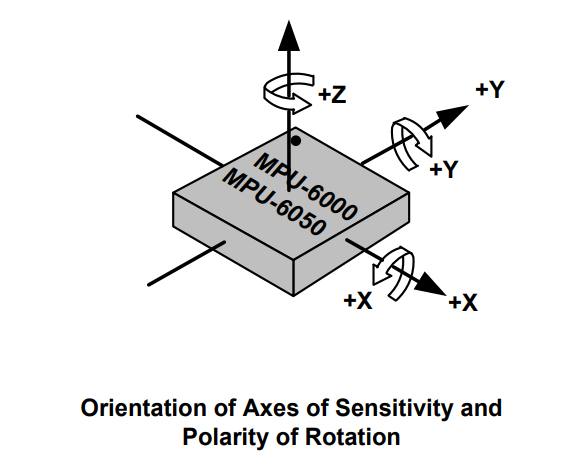 +Z
+Y
+Y
MPU-6000
MPU-6050
+X
+X
Orientation of Axes of Sensitivity and
Polarity of Rotation